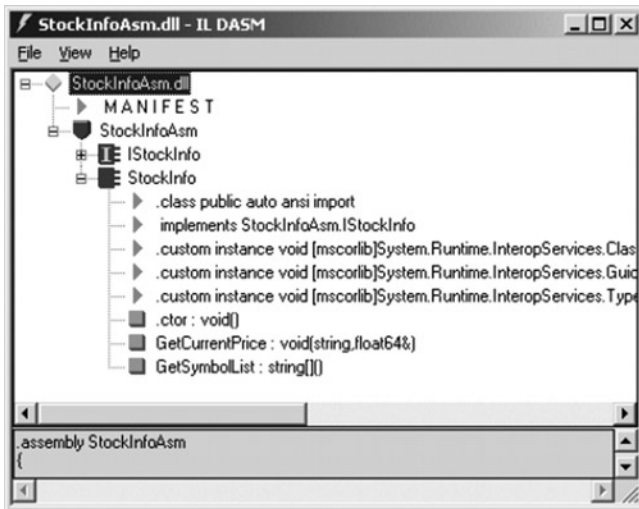 StockInfoAsm.dll - IL DASM
File View Help
StockInfoAsm.dll
MANIFEST
StockInfoAsm
I IStockInfo
StockInfo
.class public auto ansi import
implements StockInfoAsm.IStockInfo
.custom instance void [mscorlib]System.Runtime.InteropServices.Clas
.custom instance void [mscorlib]System.Runtime.InteropServices.Guid
.custom instance void [mscorlib]System.Runtime.InteropServices.Type
.ctor : void()
GetCurrentPrice : void(string,float64&)
GetSymbolList : string[]()
.assembly StockInfoAsm
{